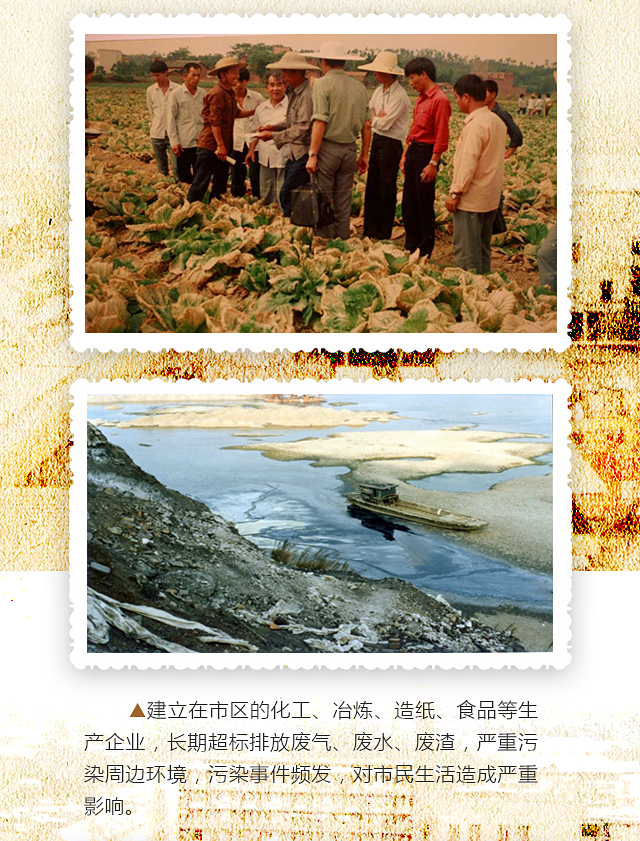 ▲建立在市区的化工、冶炼、造纸、食品等生
产企业，长期超标排放废气、废水、废渣，严重污
染周边环境，污染事件频发，对市民生活造成严重
影响。